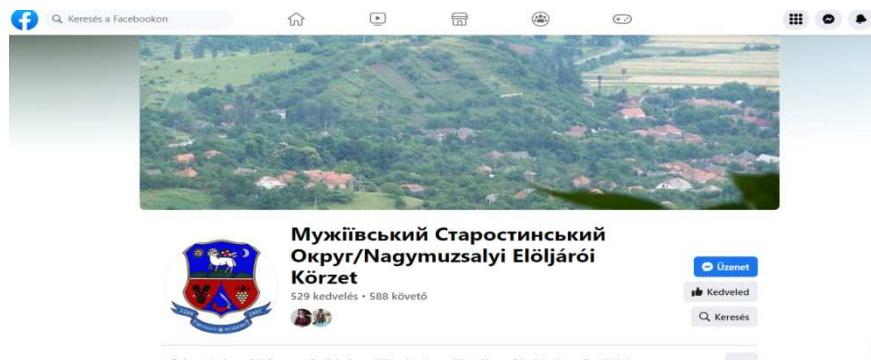 Keresés a Facebookon
Мужіївський Старостинський
Округ/Nagymuzsalyi Elöljárói
Körzet
529 kedvelés • 588 követő
Üzenet
Kedveled
Keresés